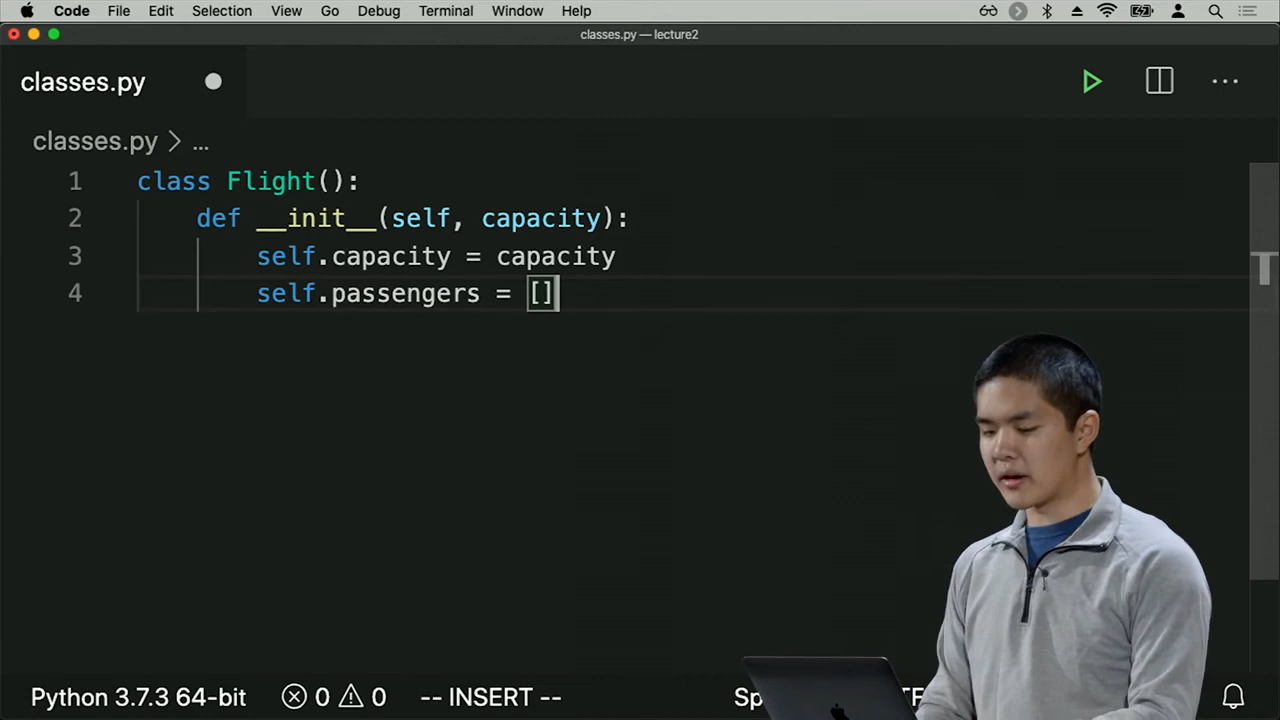 Code File Edit Selection View Go Debug Terminal Window Help
classes.py — lecture2
classes.py
classes.py > ...
1 class Flight():
2 def __init__(self, capacity):
3 self.capacity = capacity
4 self.passengers = []
Python 3.7.3 64-bit 0 0 -- INSERT --